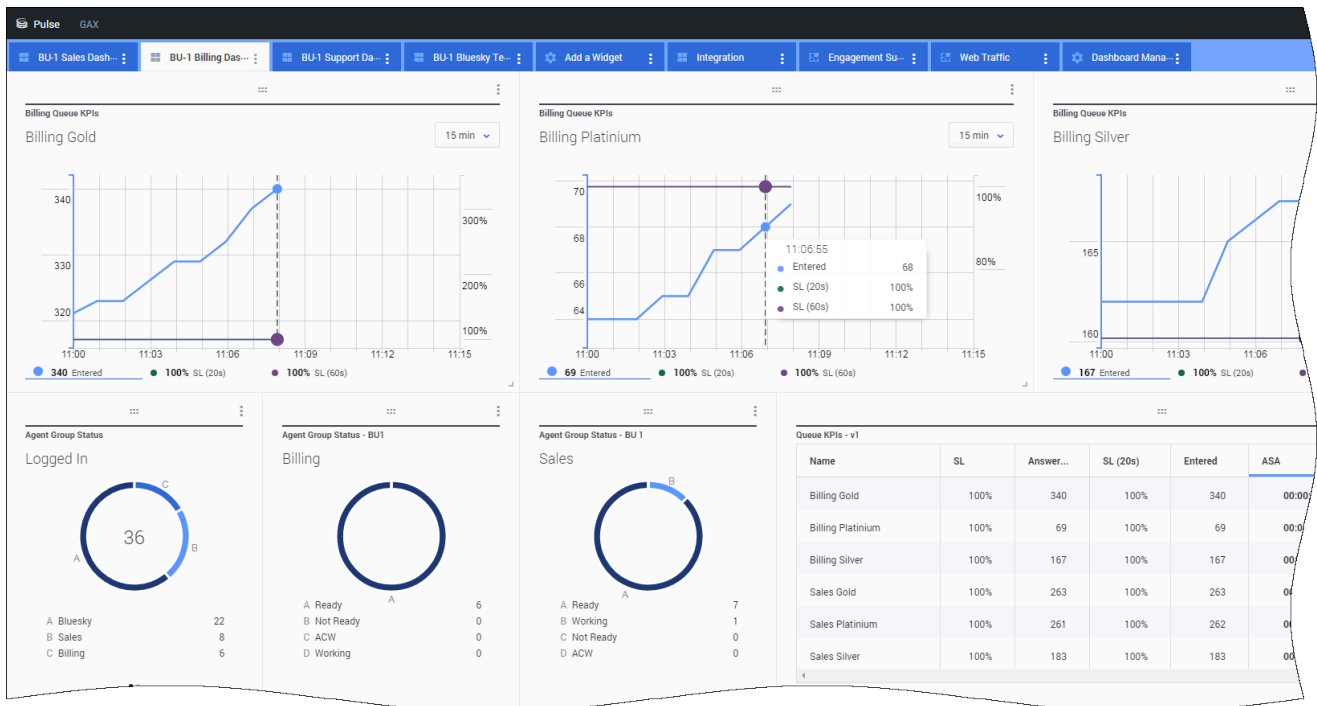 Pulse GAX
BU-1 Sales Dash... BU-1 Billing Das... BU-1 Support Da... BU-1 Bluesky Te... Add a Widget Integration Engagement Su... Web Traffic Dashboard Mana...
Billing Queue KPIs
Billing Gold
15 min
340
330
320
300%
200%
100%
11:00 11:03 11:06 11:09 11:12 11:15
340 Entered 100% SL (20s) 100% SL (60s)
Billing Queue KPIs
Billing Platinium
15 min
70
68
66
64
100%
80%
11:06:55
Entered 68
SL (20s) 100%
SL (60s) 100%
11:00 11:03 11:06 11:09 11:12 11:15
69 Entered 100% SL (20s) 100% SL (60s)
Billing Queue KPIs
Billing Silver
165
160
11:00 11:03 11:06
167 Entered 100% SL (20s)
Agent Group Status
Logged In
C
36
B
A
A Bluesky 22
B Sales 8
C Billing 6
Agent Group Status - BU1
Billing
A
A Ready 6
B Not Ready 0
C ACW 0
D Working 0
Agent Group Status - BU 1
Sales
B
A
A Ready 7
B Working 1
C Not Ready 0
D ACW 0
Queue KPIs - v1
Name SL Answer... SL (20s) Entered ASA
Billing Gold 100% 340 100% 340 00:00
Billing Platinium 100% 69 100% 69 00:0
Billing Silver 100% 167 100% 167 00
Sales Gold 100% 263 100% 263 00
Sales Platinium 100% 261 100% 262 00
Sales Silver 100% 183 100% 183 00